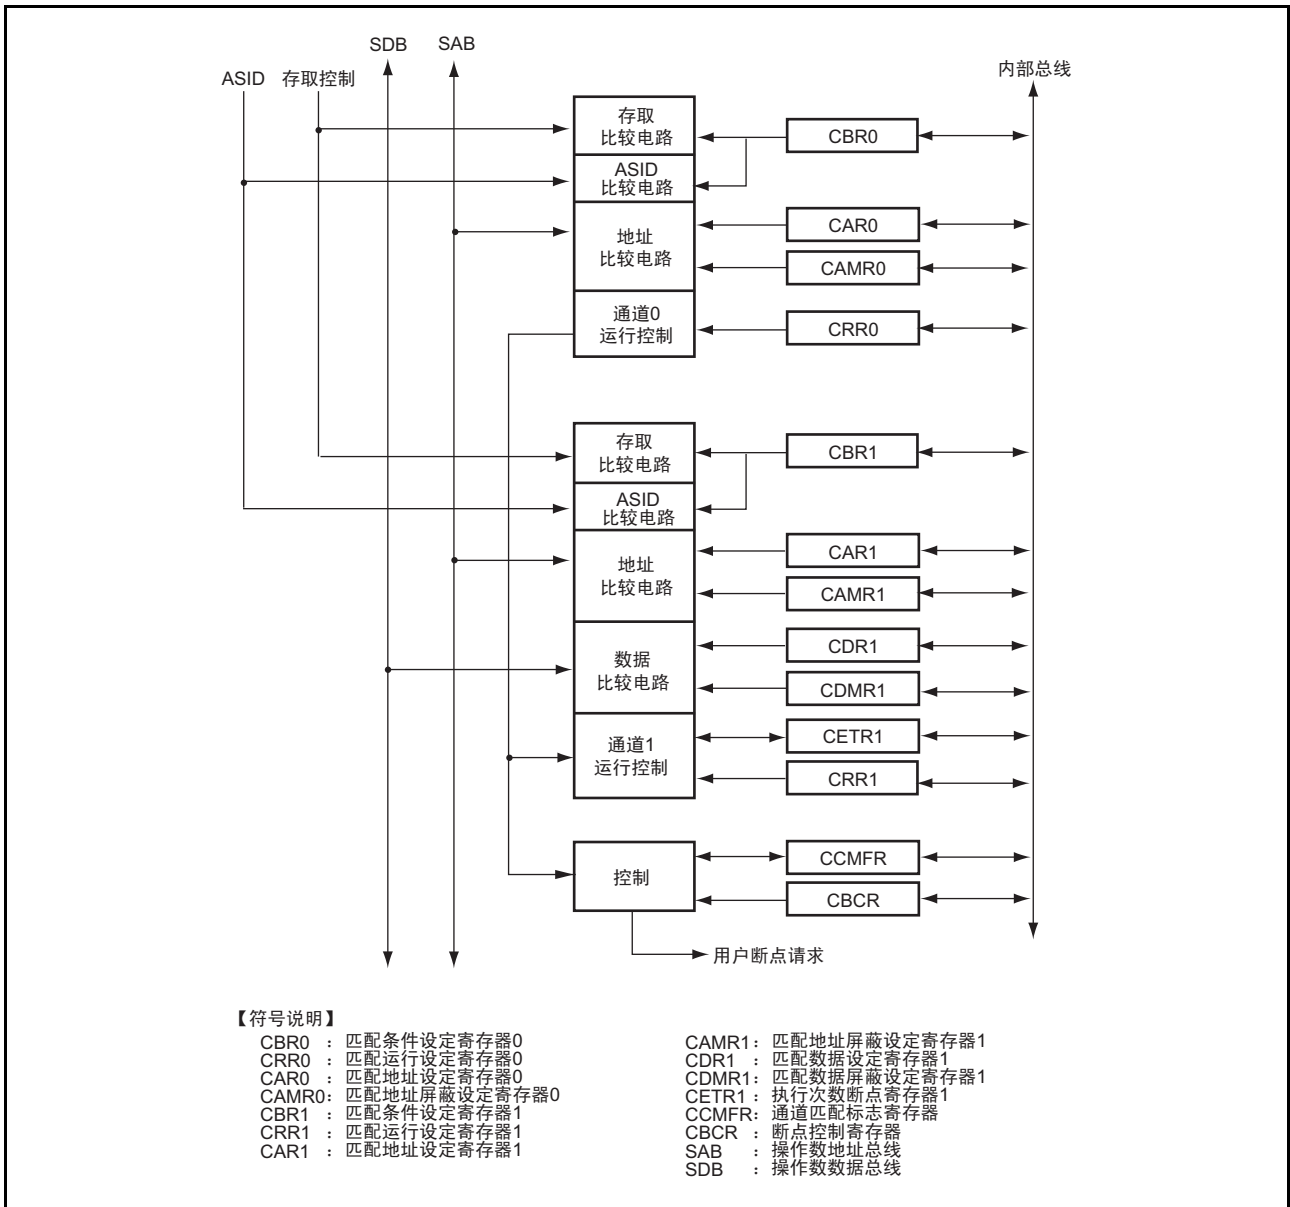 SDB
SAB
ASID
存取控制
内部总线
存取
比较电路
CBR0
ASID
比较电路
地址
比较电路
CAR0
CAMR0
通道0
运行控制
CRR0
存取
比较电路
CBR1
ASID
比较电路
地址
比较电路
CAR1
CAMR1
数据
比较电路
CDR1
CDMR1
通道1
运行控制
CETR1
CRR1
控制
CCMFR
CBCR
用户断点请求
【符号说明】
CBR0 ：匹配条件设定寄存器0
CRR0 ：匹配运行设定寄存器0
CAR0 ：匹配地址设定寄存器0
CAMR0：匹配地址屏蔽设定寄存器0
CBR1 ：匹配条件设定寄存器1
CRR1 ：匹配运行设定寄存器1
CAR1 ：匹配地址设定寄存器1
CAMR1：匹配地址屏蔽设定寄存器1
CDR1 ：匹配数据设定寄存器1
CDMR1：匹配数据屏蔽设定寄存器1
CETR1：执行次数断点寄存器1
CCMFR：通道匹配标志寄存器
CBCR ：断点控制寄存器
SAB ：操作数地址总线
SDB ：操作数数据总线